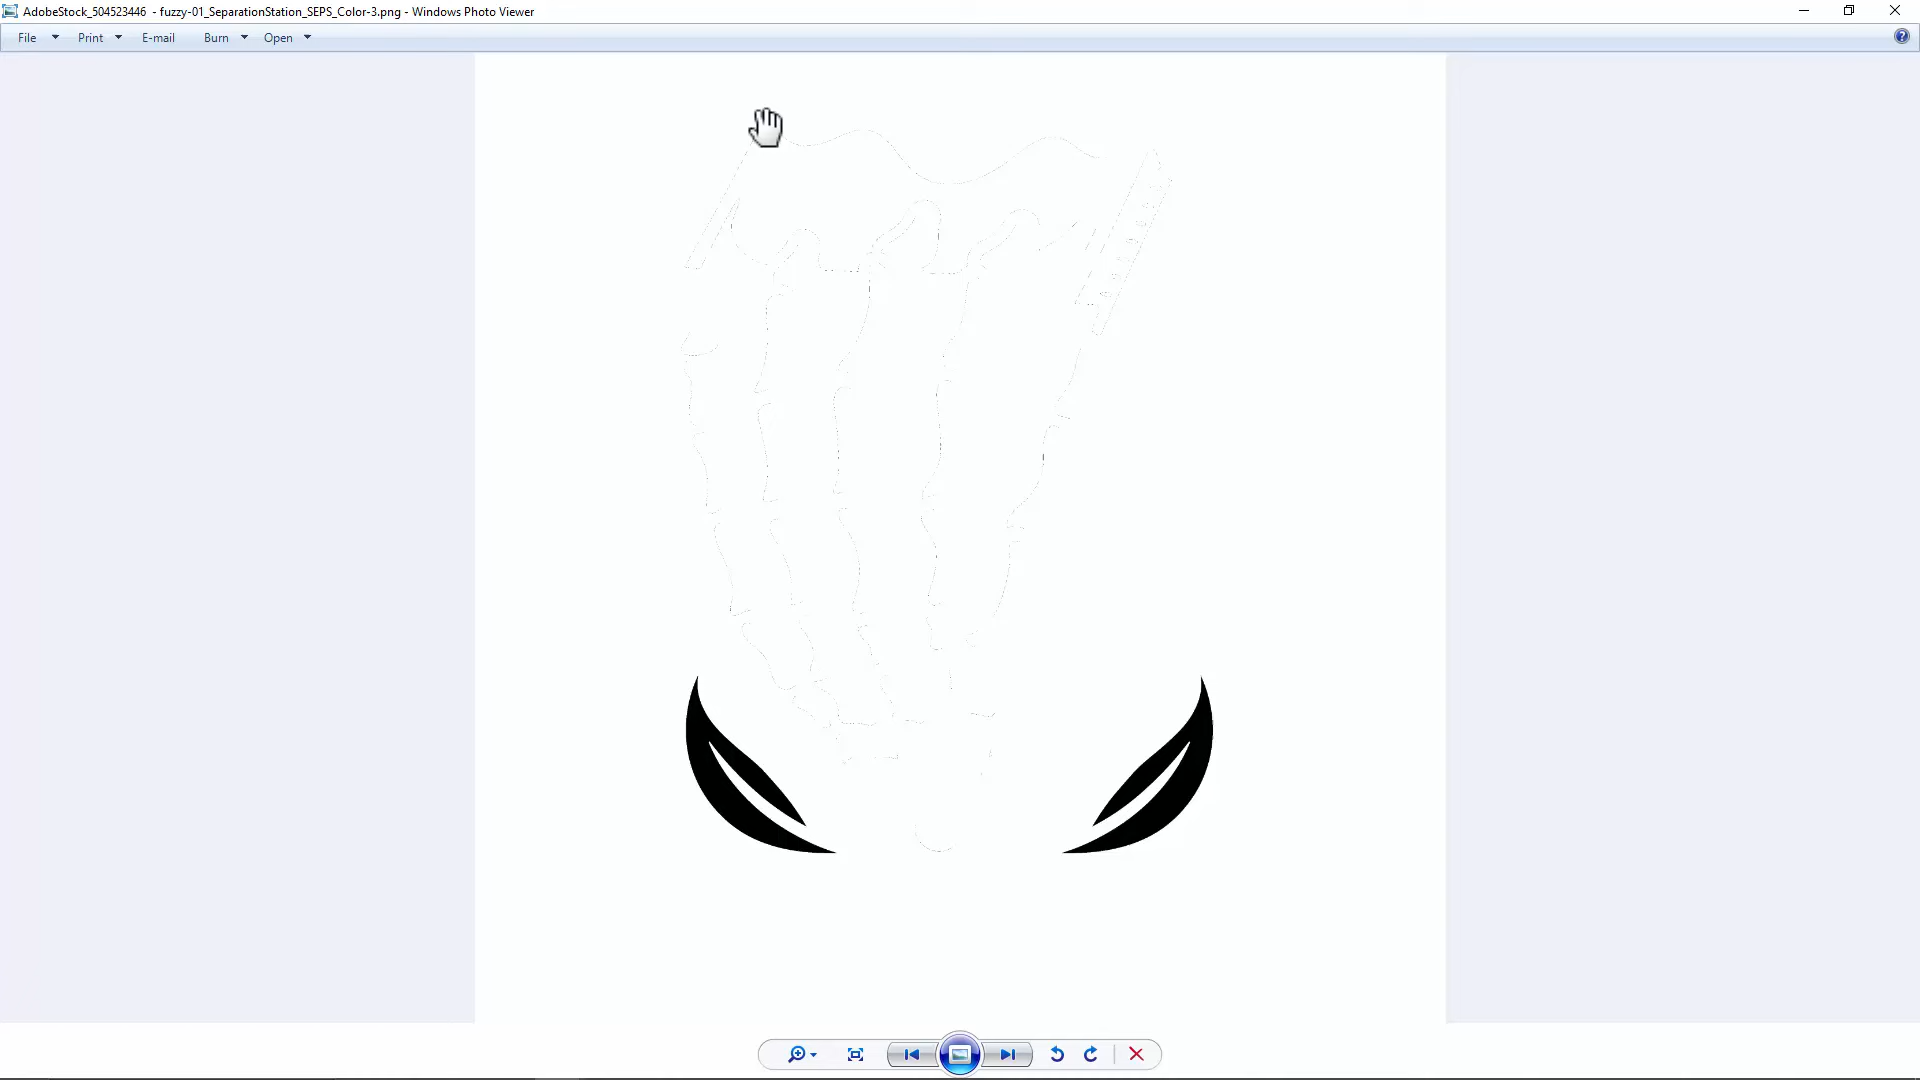 AdobeStock_504523446 - fuzzy-01_SeparationStation_SEPS_Color-3.png - Windows Photo Viewer
File Print E-mail Burn Open